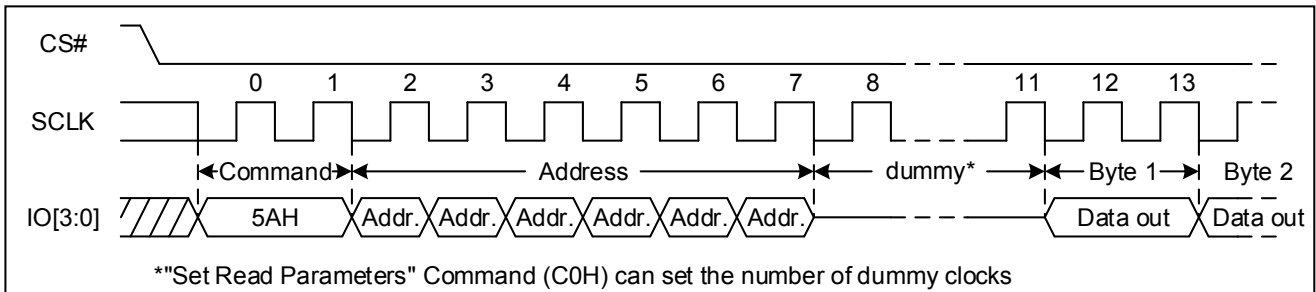 CS#
0 1 2 3 4 5 6 7 8 11 12 13
SCLK
Command Address dummy* Byte 1 Byte 2
IO[3:0] 5AH Addr. Addr. Addr. Addr. Addr. Addr. Data out Data out
*"Set Read Parameters" Command (C0H) can set the number of dummy clocks